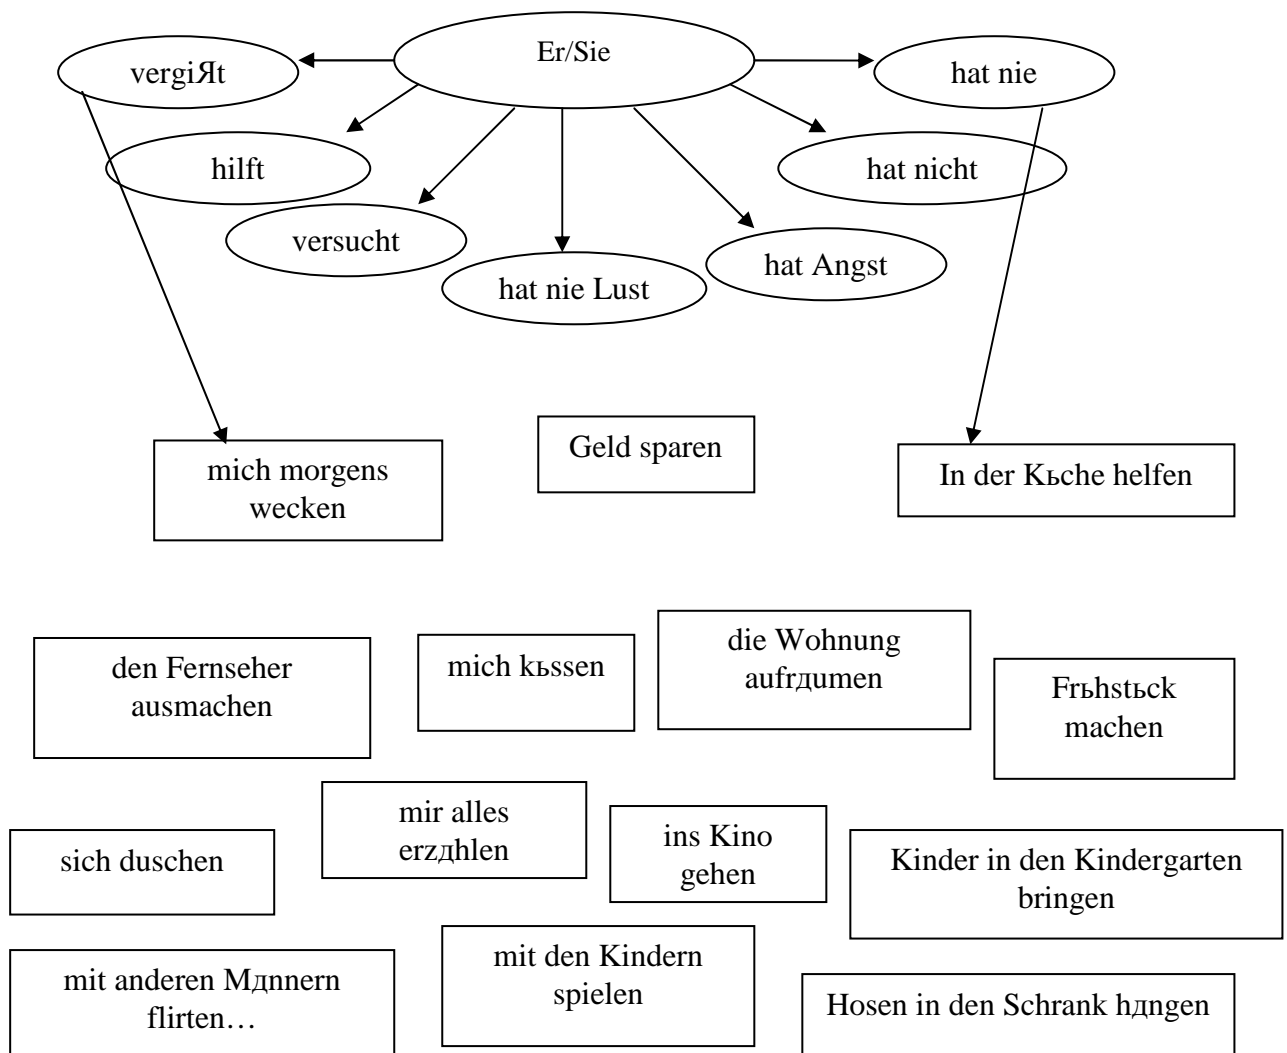 Er/Sie
vergiЯt
hat nie
hilft
hat nicht
versucht
hat Angst
hat nie Lust
mich morgens
wecken
Geld sparen
In der Kьche helfen
den Fernseher
ausmachen
mich kьssen
die Wohnung
aufrдumen
Frьhstьck
machen
sich duschen
mir alles
erzдhlen
ins Kino
gehen
Kinder in den Kindergarten
bringen
mit anderen Mдnnern
flirten…
mit den Kindern
spielen
Hosen in den Schrank hдngen